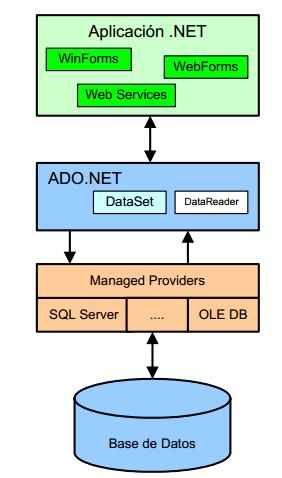 Aplicación .NET
WinForms
WebForms
Web Services
ADO.NET
DataSet
DataReader
Managed Providers
SQL Server
....
OLE DB
Base de Datos